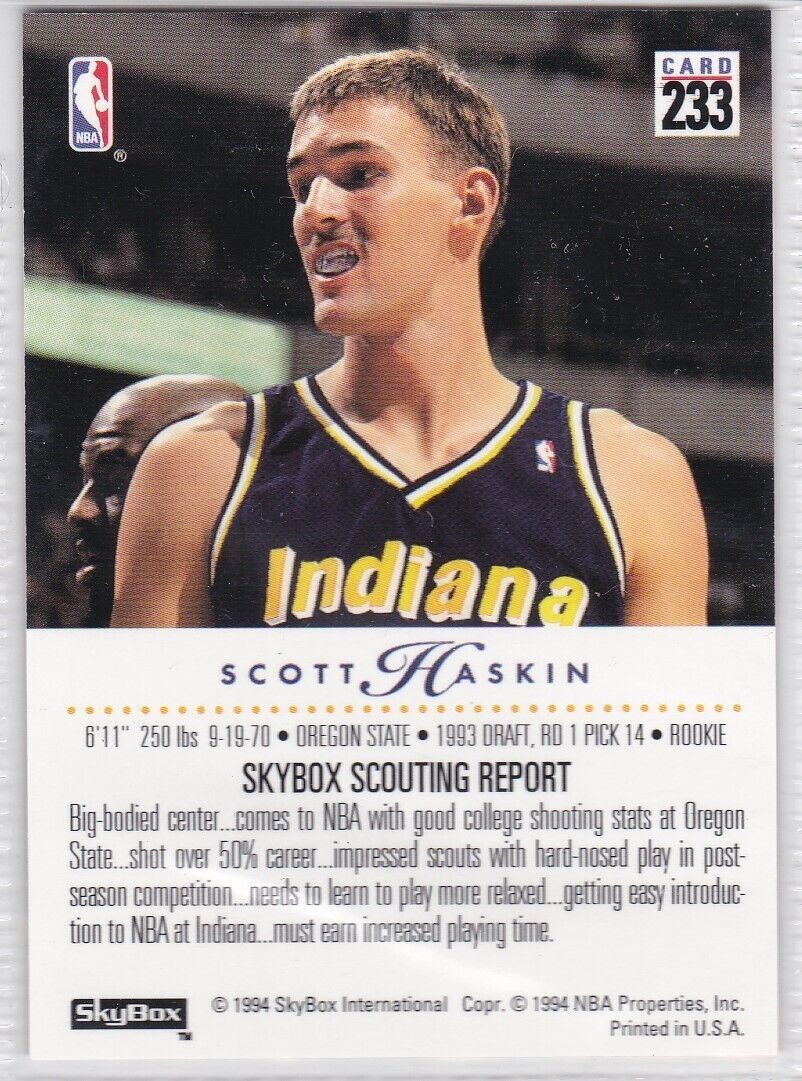 CARD
233
NBA
®
Indiana
SCOTT HASKIN
6'11" 250 lbs 9-19-70 • OREGON STATE • 1993 DRAFT, RD 1 PICK 14 • ROOKIE
SKYBOX SCOUTING REPORT
Big-bodied center...comes to NBA with good college shooting stats at Oregon
State...shot over 50% career...impressed scouts with hard-nosed play in post-
season competition...needs to learn to play more relaxed...getting easy introduc-
tion to NBA at Indiana...must earn increased playing time.
SkyBox
TM
© 1994 SkyBox International Copr. © 1994 NBA Properties, Inc.
Printed in U.S.A.